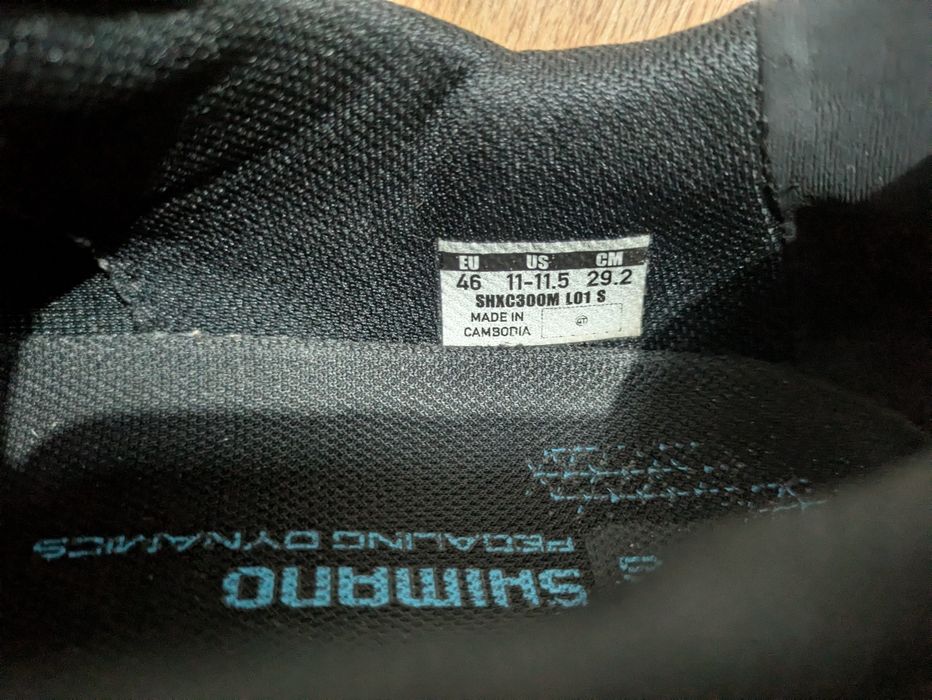 EU US CM
46 11-11.5 29.2
SHXC300M L01 S
MADE IN
CAMBODIA
SHIMANO
PEDALING DYNAMICS